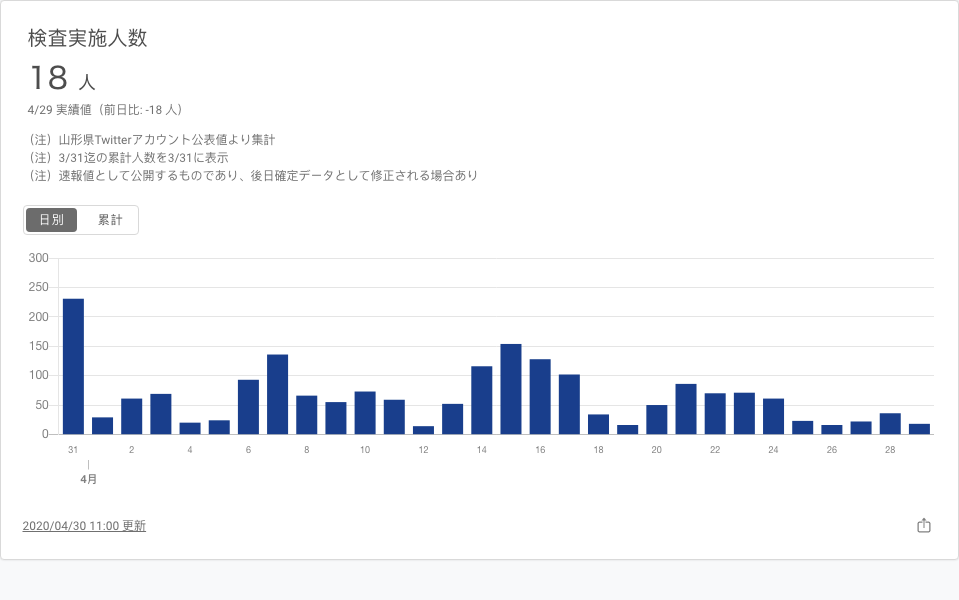 検査実施人数
18 人
4/29 実績値（前日比: -18 人）
（注）山形県Twitterアカウント公表値より集計
（注）3/31迄の累計人数を3/31に表示
（注）速報値として公開するものであり、後日確定データとして修正される場合あり
日別 累計
300
250
200
150
100
50
0
31 2 4 6 8 10 12 14 16 18 20 22 24 26 28
4月
2020/04/30 11:00 更新